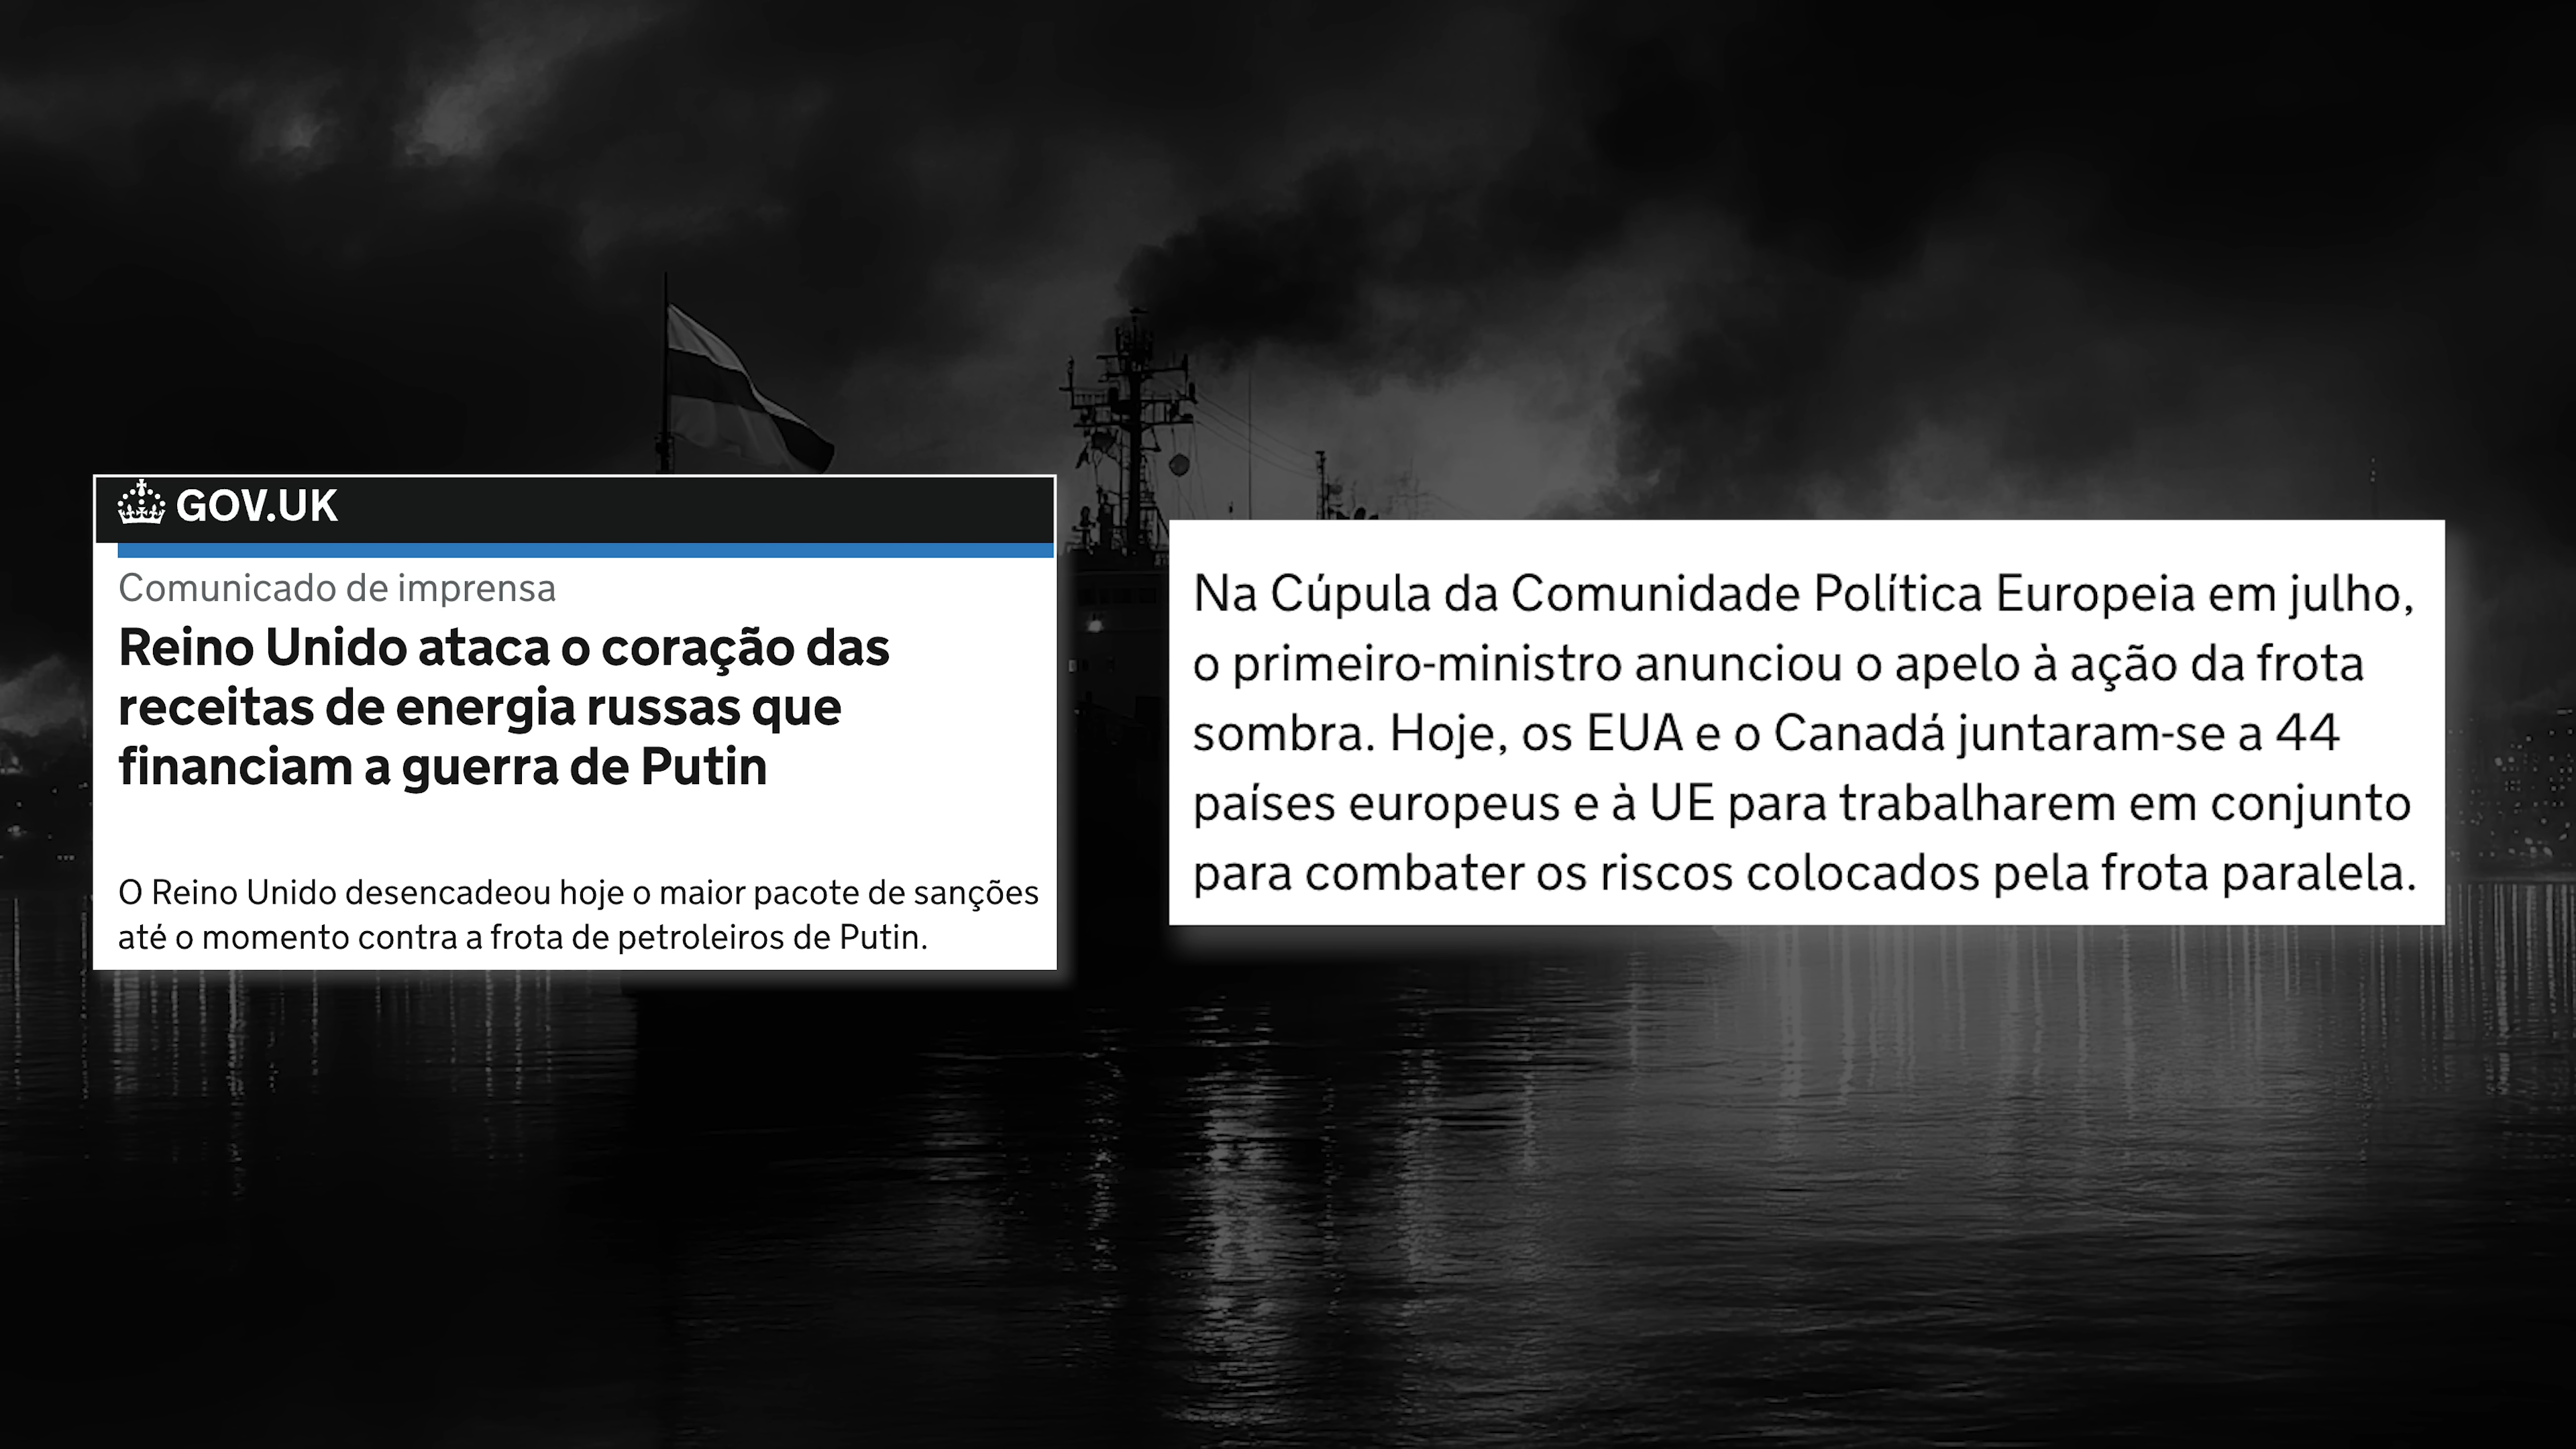 GOV.UK
Comunicado de imprensa
Reino Unido ataca o coração das
receitas de energia russas que
financiam a guerra de Putin
O Reino Unido desencadeou hoje o maior pacote de sanções
até o momento contra a frota de petroleiros de Putin.
Na Cúpula da Comunidade Política Europeia em julho,
o primeiro-ministro anunciou o apelo à ação da frota
sombra. Hoje, os EUA e o Canadá juntaram-se a 44
países europeus e à UE para trabalharem em conjunto
para combater os riscos colocados pela frota paralela.